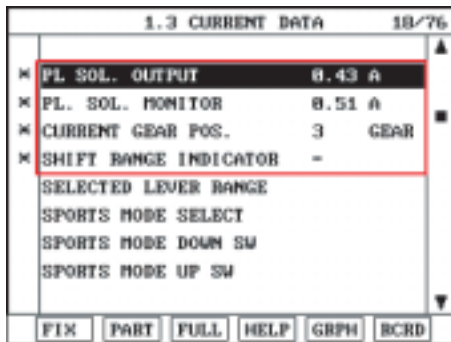 1.3 CURRENT DATA 18/76
* PL SOL. OUTPUT 0.43 A
* PL. SOL. MONITOR 0.51 A
* CURRENT GEAR POS. 3 GEAR
* SHIFT RANGE INDICATOR -
SELECTED LEVER RANGE
SPORTS MODE SELECT
SPORTS MODE DOWN SW
SPORTS MODE UP SW
FIX PART FULL HELP GRPH RCRD